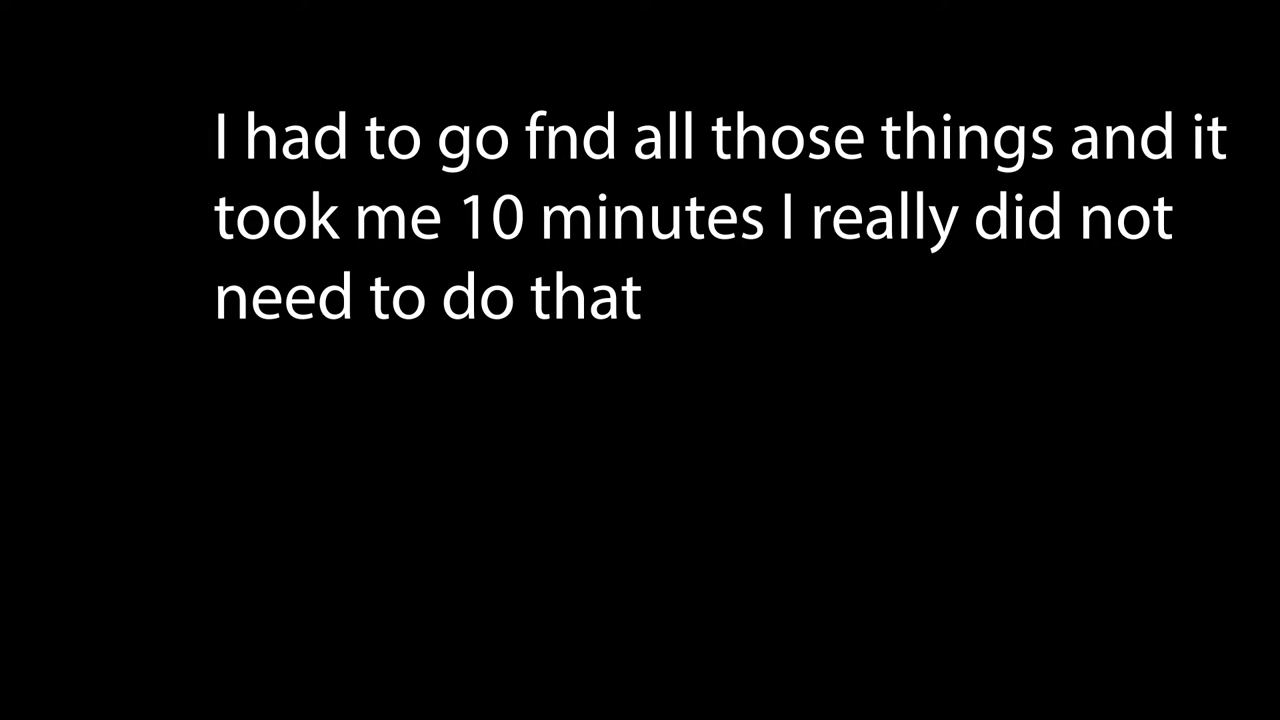 I had to go fnd all those things and it
took me 10 minutes I really did not
need to do that